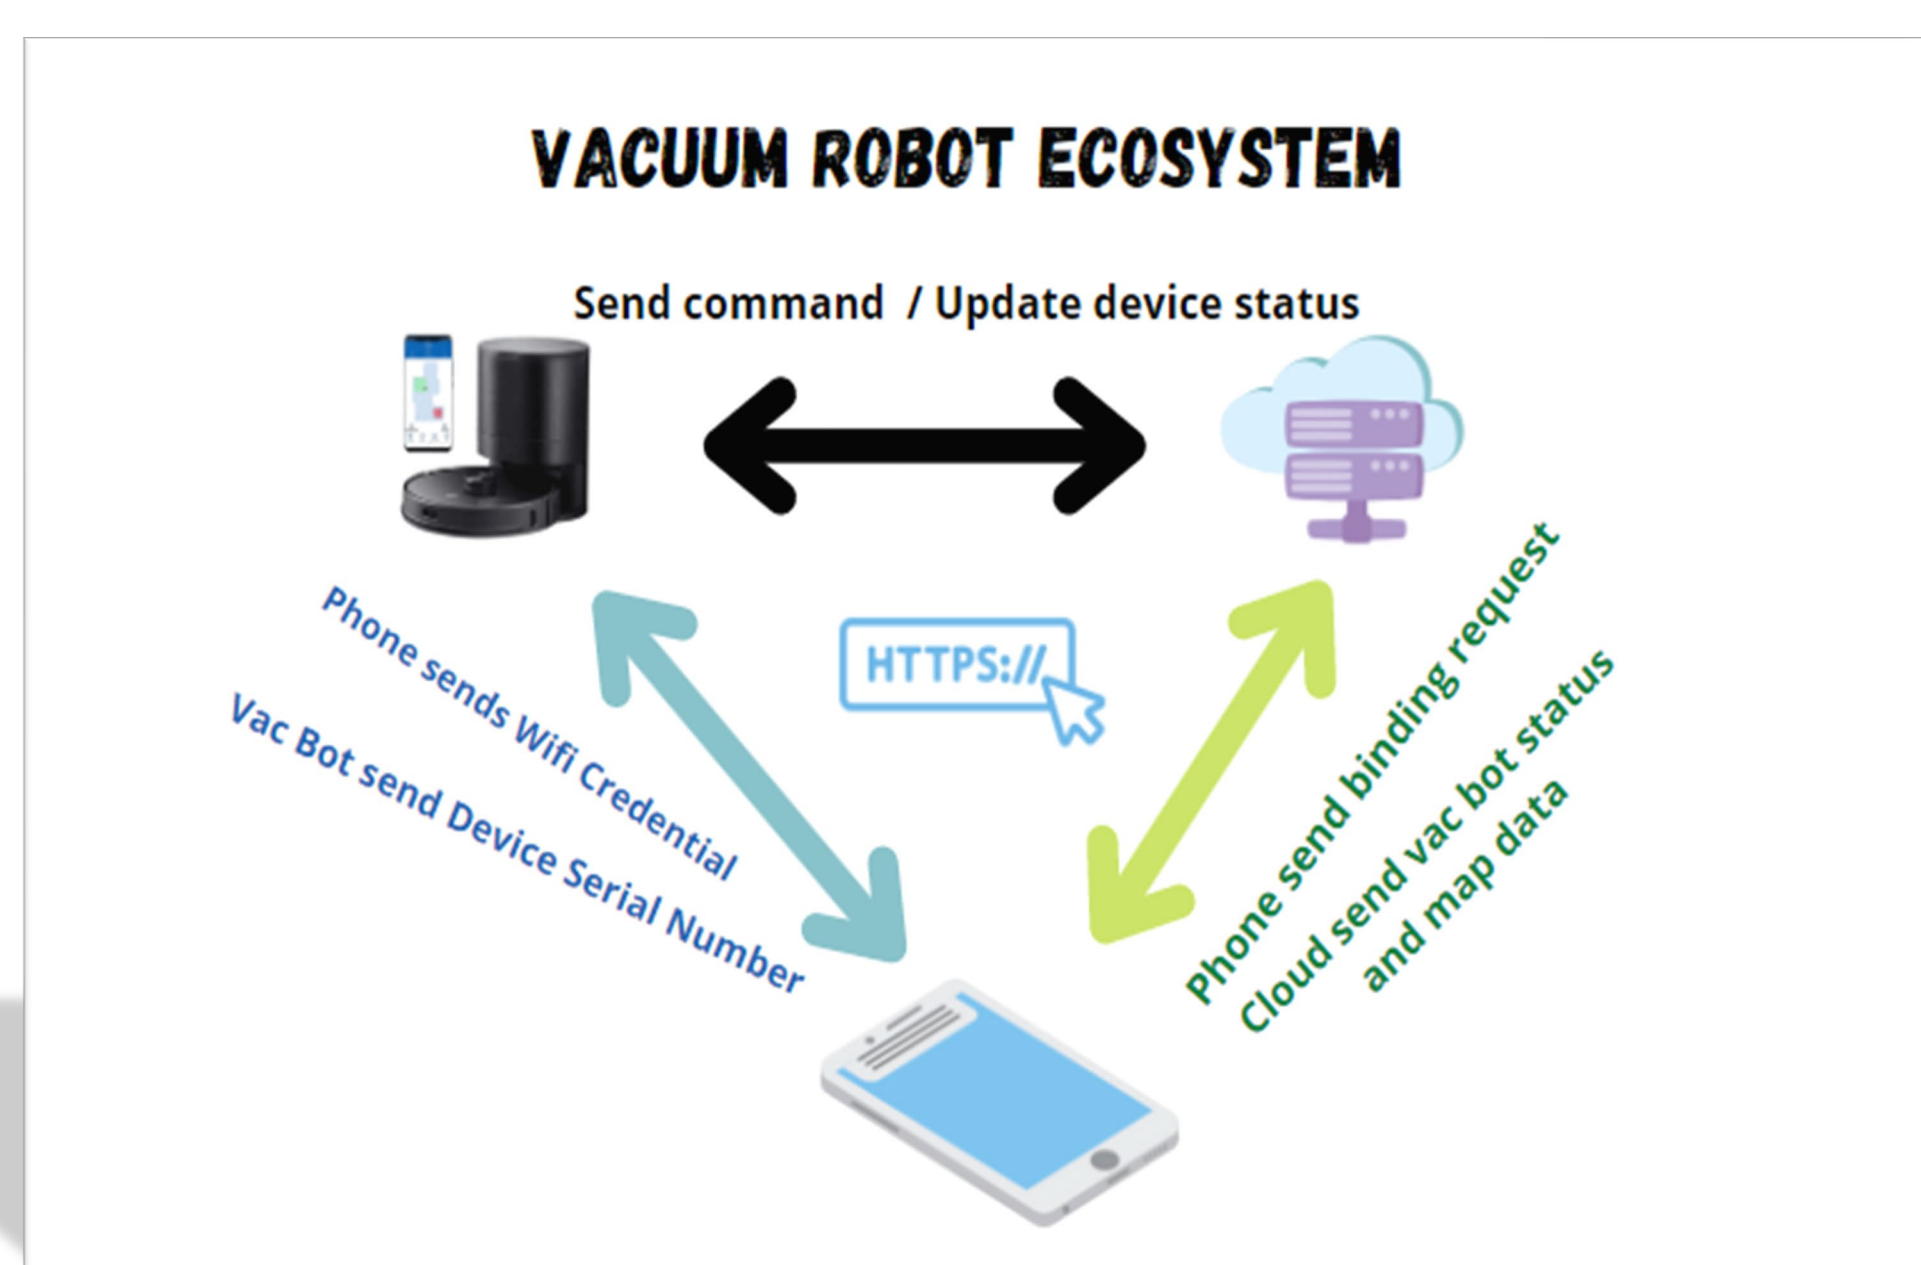 VACUUM ROBOT ECOSYSTEM
Send command / Update device status
HTTPS://
Phone sends Wifi Credential
Vac Bot send Device Serial Number
Phone send binding request
Cloud send vac bot status
and map data